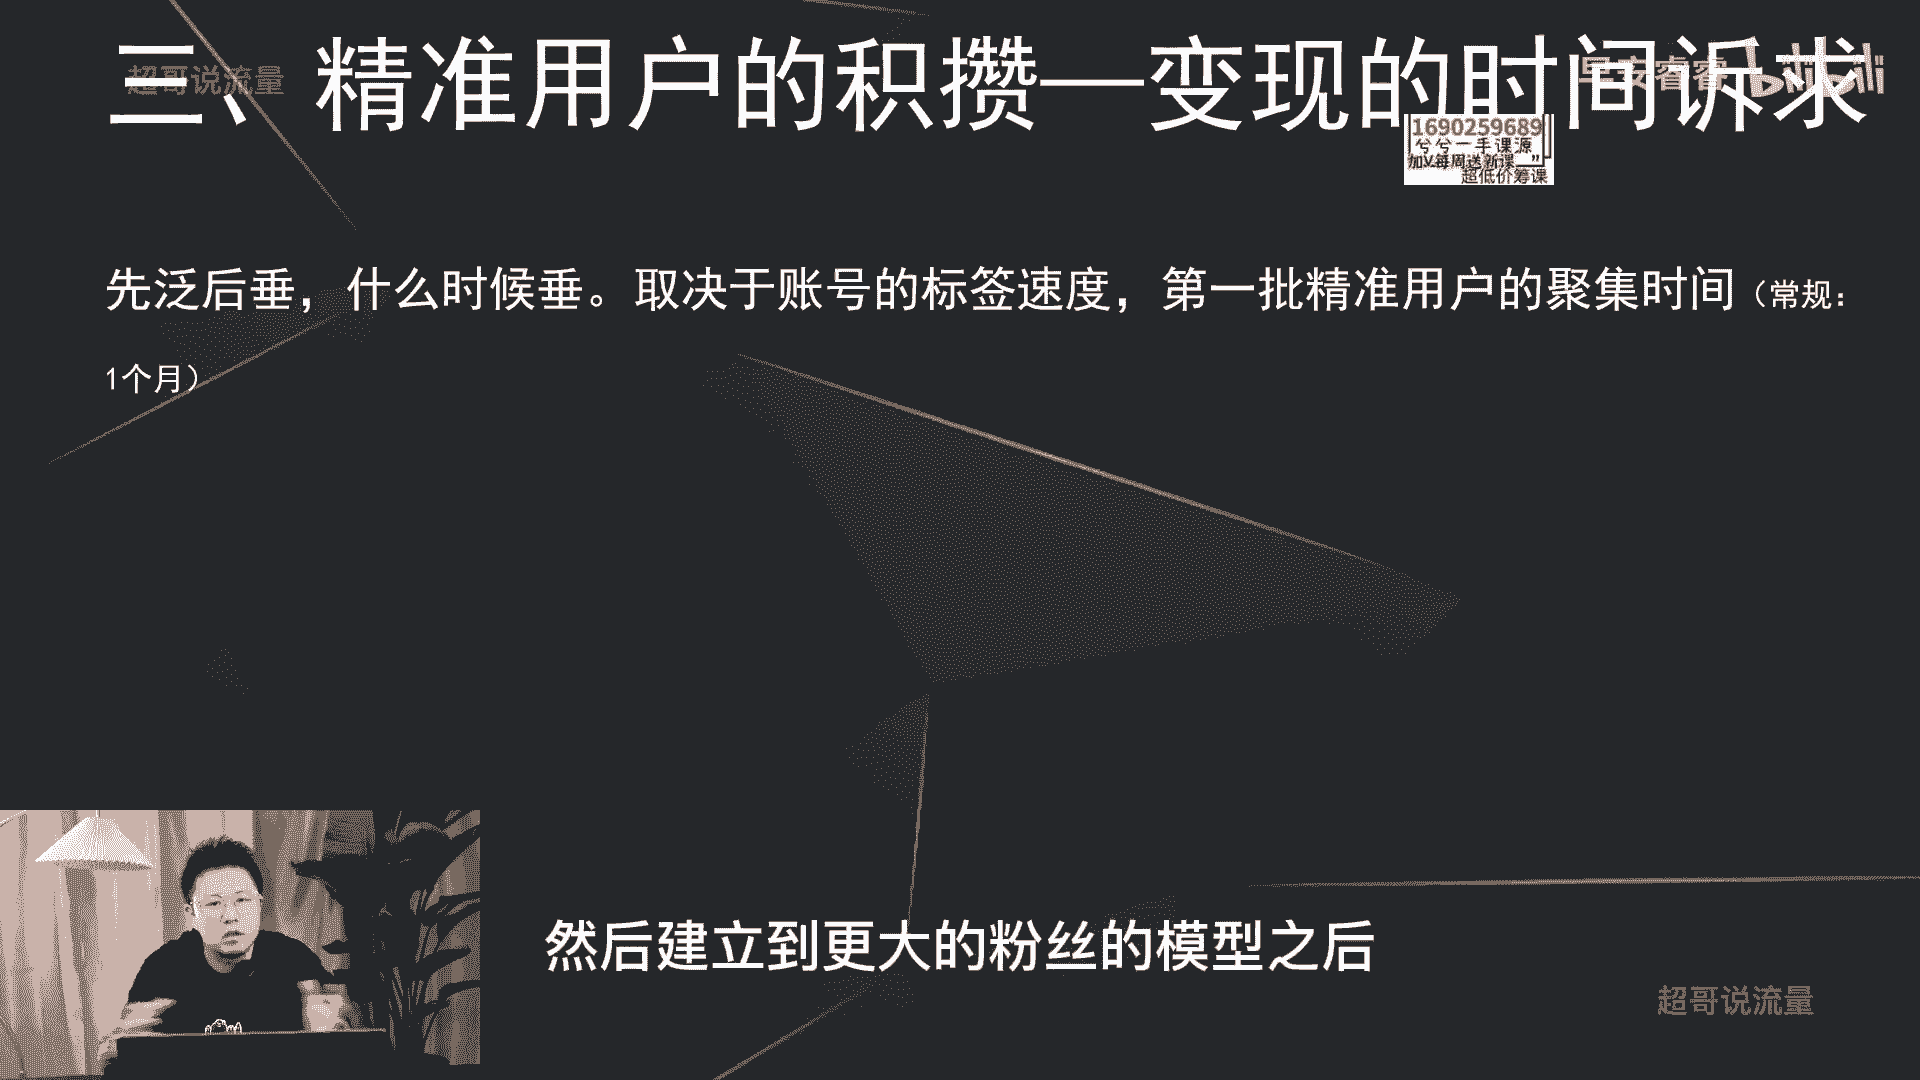 三、精准用户的积攒—变现的时间诉求
超哥说流量
bilibili
1690259689
兮兮一手课源
加V每周送新课
超低价筹课
先泛后垂，什么时候垂。取决于账号的标签速度，第一批精准用户的聚集时间（常规：
1个月）
然后建立到更大的粉丝的模型之后
超哥说流量